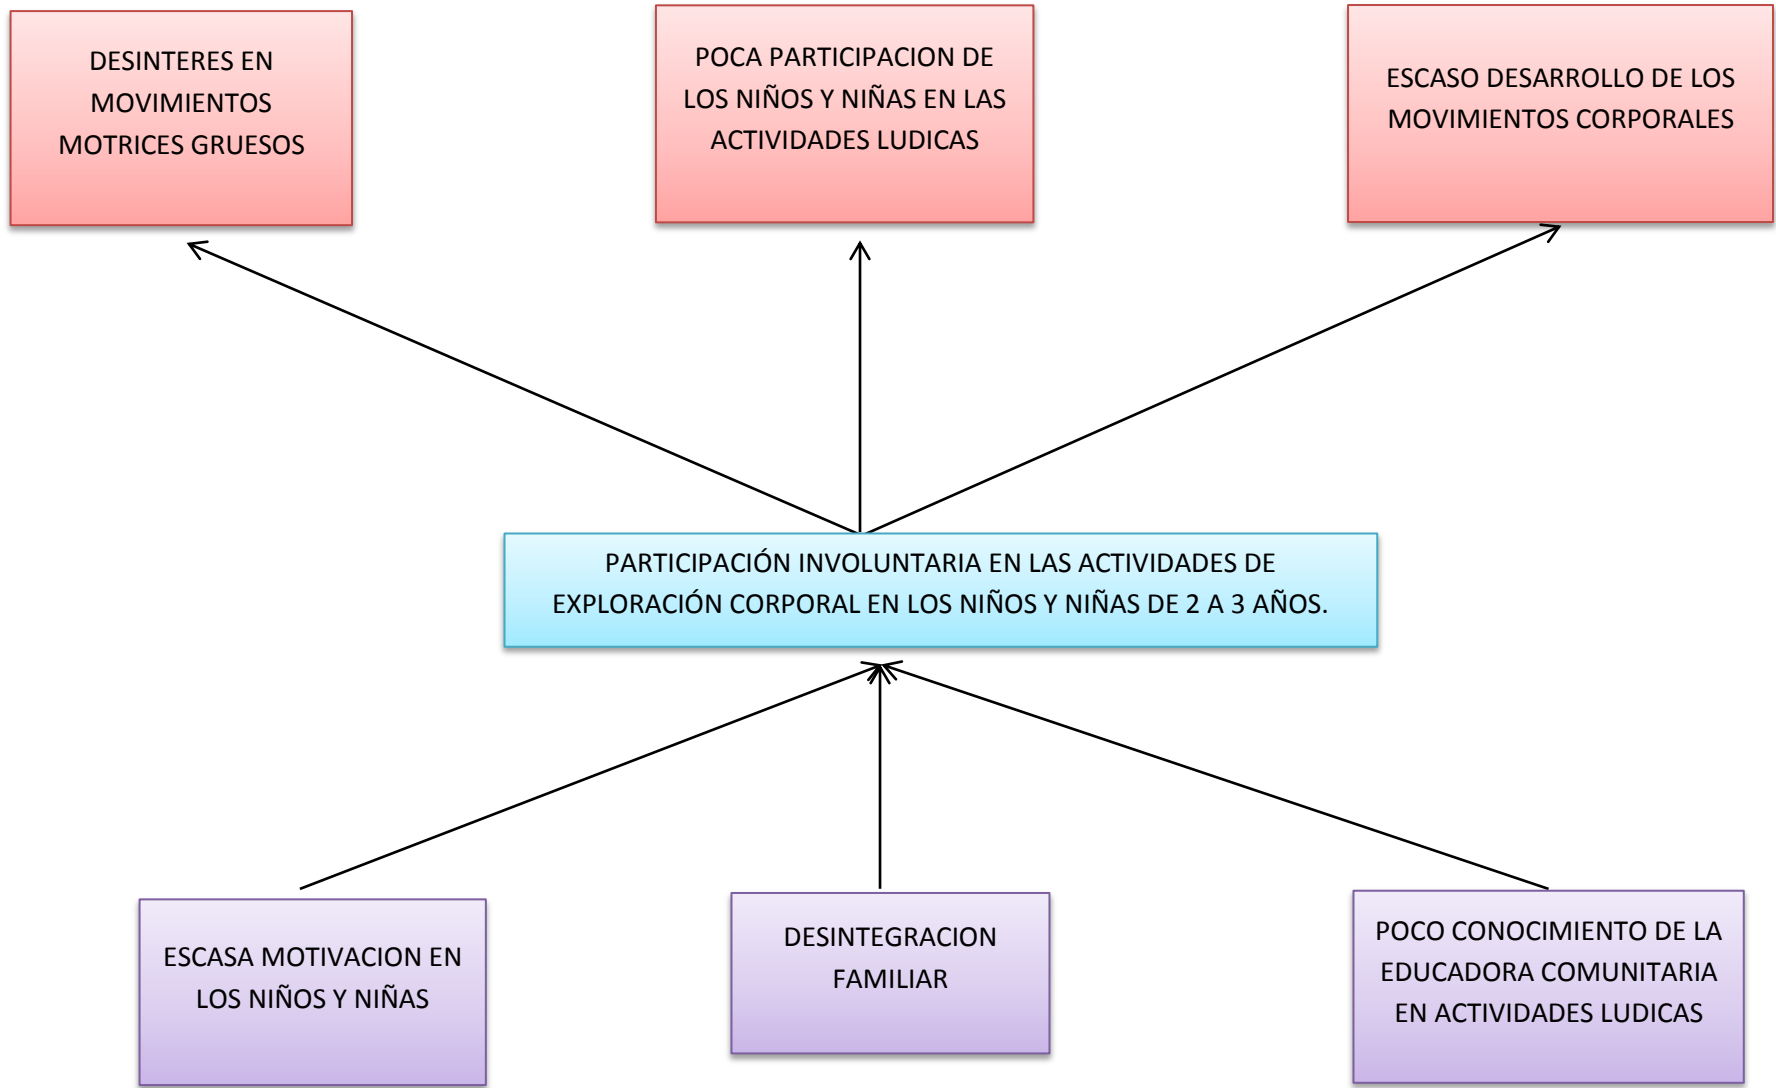 DESINTERES EN
MOVIMIENTOS
MOTRICES GRUESOS
POCA PARTICIPACION DE
LOS NIÑOS Y NIÑAS EN LAS
ACTIVIDADES LUDICAS
ESCASO DESARROLLO DE LOS
MOVIMIENTOS CORPORALES
PARTICIPACIÓN INVOLUNTARIA EN LAS ACTIVIDADES DE
EXPLORACIÓN CORPORAL EN LOS NIÑOS Y NIÑAS DE 2 A 3 AÑOS.
ESCASA MOTIVACION EN
LOS NIÑOS Y NIÑAS
DESINTEGRACION
FAMILIAR
POCO CONOCIMIENTO DE LA
EDUCADORA COMUNITARIA
EN ACTIVIDADES LUDICAS